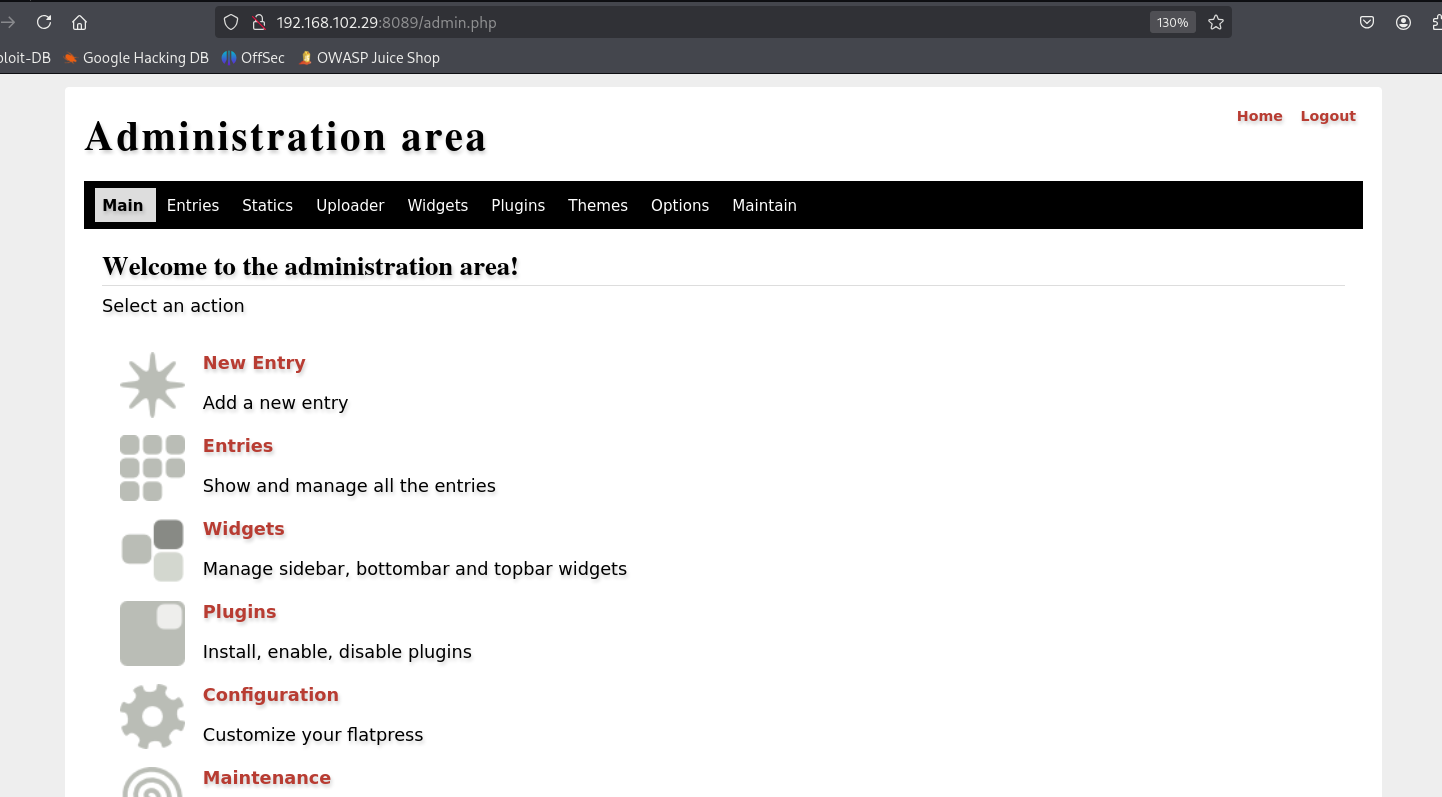 192.168.102.29:8089/admin.php 130%
ploit-DB Google Hacking DB OffSec OWASP Juice Shop
Home Logout
Administration area
Main Entries Statics Uploader Widgets Plugins Themes Options Maintain
Welcome to the administration area!
Select an action
New Entry
Add a new entry
Entries
Show and manage all the entries
Widgets
Manage sidebar, bottombar and topbar widgets
Plugins
Install, enable, disable plugins
Configuration
Customize your flatpress
Maintenance